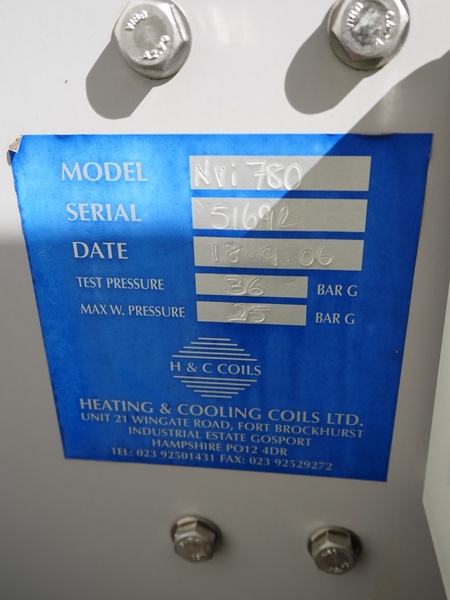 MODEL Nvi 780
SERIAL 51692
DATE 18.9.06
TEST PRESSURE 36 BAR G
MAX W. PRESSURE 25 BAR G
H & C COILS
HEATING & COOLING COILS LTD.
UNIT 21 WINGATE ROAD, FORT BROCKHURST
INDUSTRIAL ESTATE GOSPORT
HAMPSHIRE PO12 4DR
TEL: 023 92501431 FAX: 023 92529272